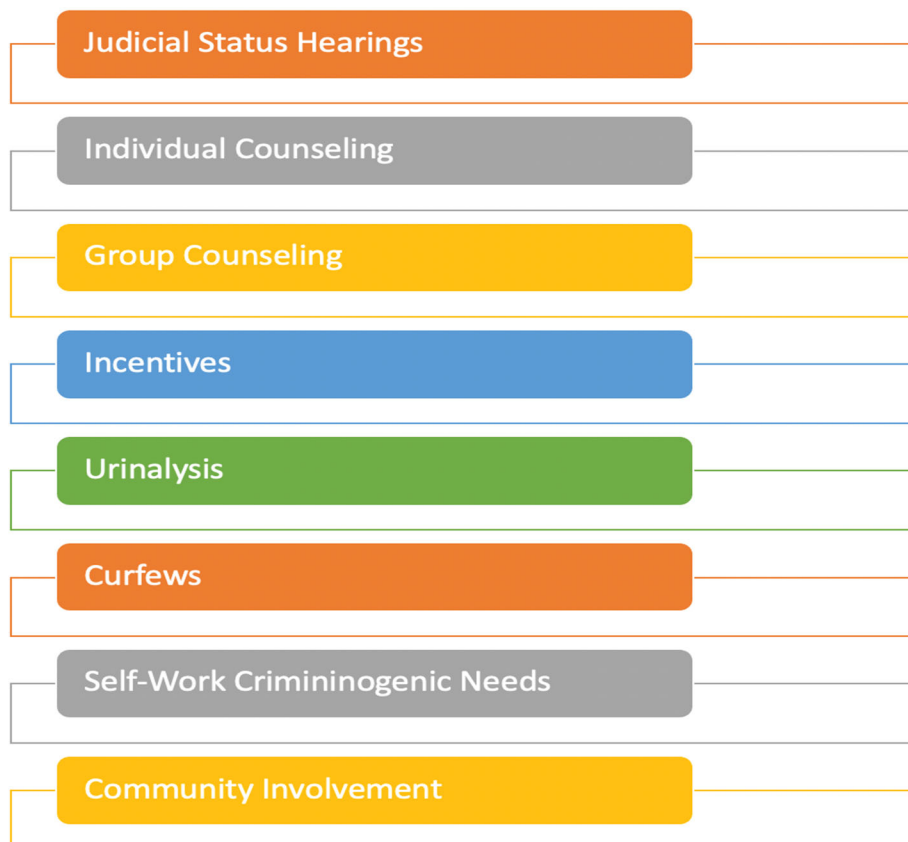 Judicial Status Hearings
Individual Counseling
Group Counseling
Incentives
Urinalysis
Curfews
Self-Work Crimininogenic Needs
Community Involvement